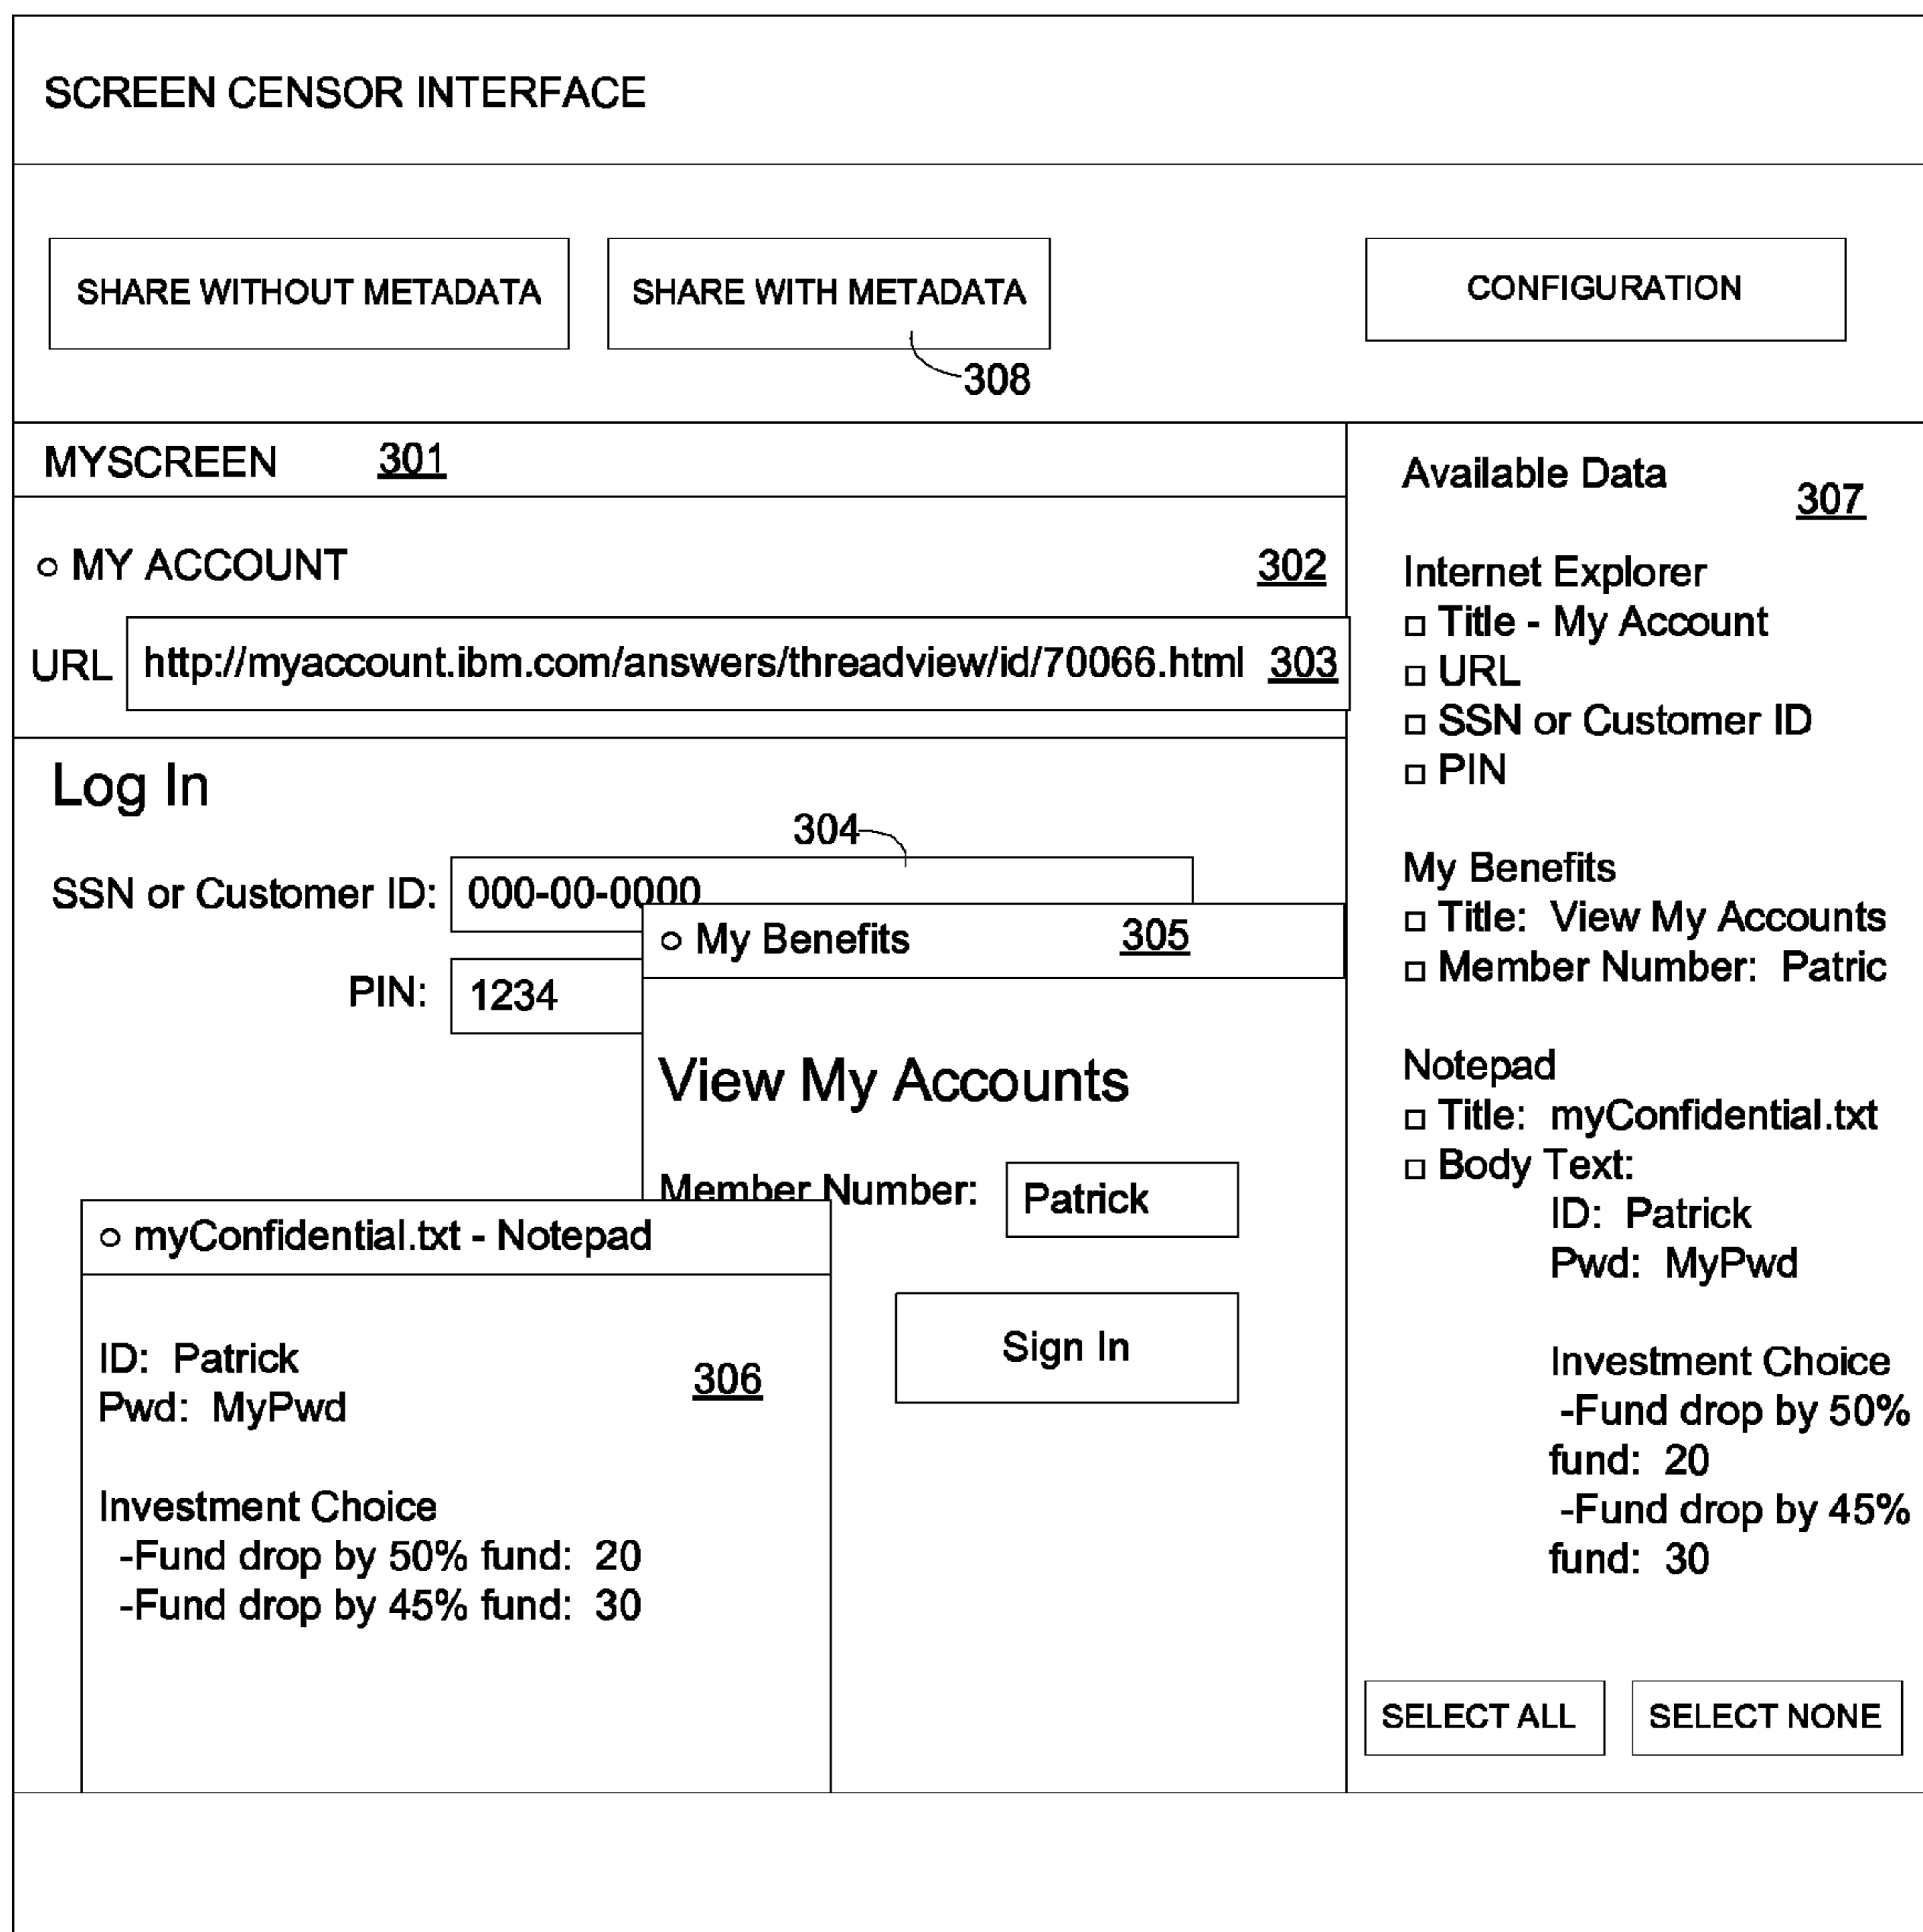 SCREEN CENSOR INTERFACE
SHARE WITHOUT METADATA
SHARE WITH METADATA
CONFIGURATION
308
MYSCREEN 301
MY ACCOUNT 302
URL http://myaccount.ibm.com/answers/threadview/id/70066.html 303
Log In
304
SSN or Customer ID: 000-00-0000
PIN: 1234
My Benefits 305
View My Accounts
Member Number: Patrick
Sign In
myConfidential.txt - Notepad
ID: Patrick
Pwd: MyPwd
306
Investment Choice
-Fund drop by 50% fund: 20
-Fund drop by 45% fund: 30
Available Data
307
Internet Explorer
Title - My Account
URL
SSN or Customer ID
PIN
My Benefits
Title: View My Accounts
Member Number: Patric
Notepad
Title: myConfidential.txt
Body Text:
ID: Patrick
Pwd: MyPwd
Investment Choice
-Fund drop by 50%
fund: 20
-Fund drop by 45%
fund: 30
SELECT ALL
SELECT NONE